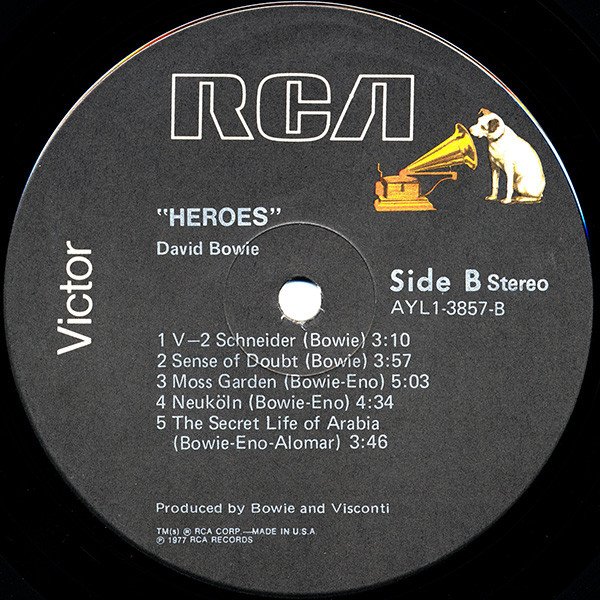 RCA
"HEROES"
David Bowie
Victor
Side B Stereo
AYL1-3857-B
1 V—2 Schneider (Bowie) 3:10
2 Sense of Doubt (Bowie) 3:57
3 Moss Garden (Bowie-Eno) 5:03
4 Neuköln (Bowie-Eno) 4:34
5 The Secret Life of Arabia
(Bowie-Eno-Alomar) 3:46
Produced by Bowie and Visconti
TM(s) ® RCA CORP.—MADE IN U.S.A.
℗ 1977 RCA RECORDS